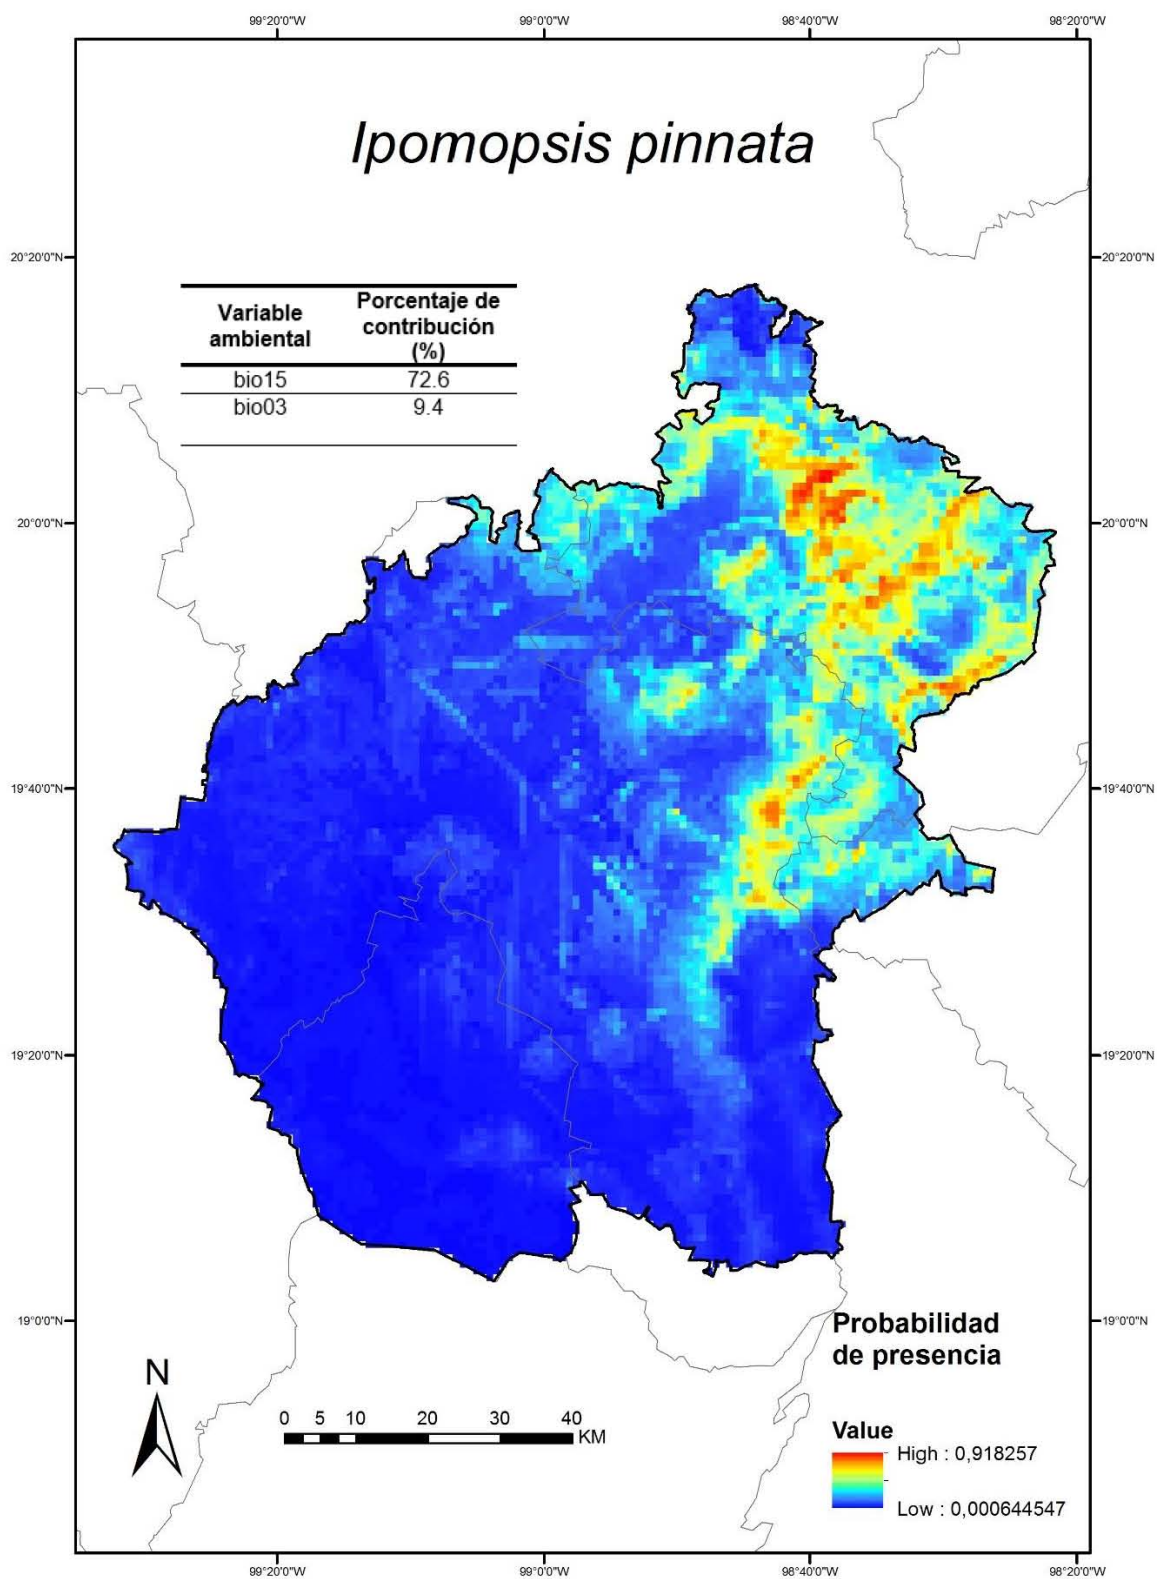 99°20'0"W 99°0'0"W 98°40'0"W 98°20'0"W
Ipomopsis pinnata
20°20'0"N 20°20'0"N
Variable Porcentaje de
ambiental contribución
(%)
bio15 72.6
bio03 9.4
20°0'0"N 20°0'0"N
19°40'0"N 19°40'0"N
19°20'0"N 19°20'0"N
19°0'0"N 19°0'0"N
Probabilidad
de presencia
N
0 5 10 20 30 40
KM
Value
High : 0,918257
Low : 0,000644547
99°20'0"W 99°0'0"W 98°40'0"W 98°20'0"W